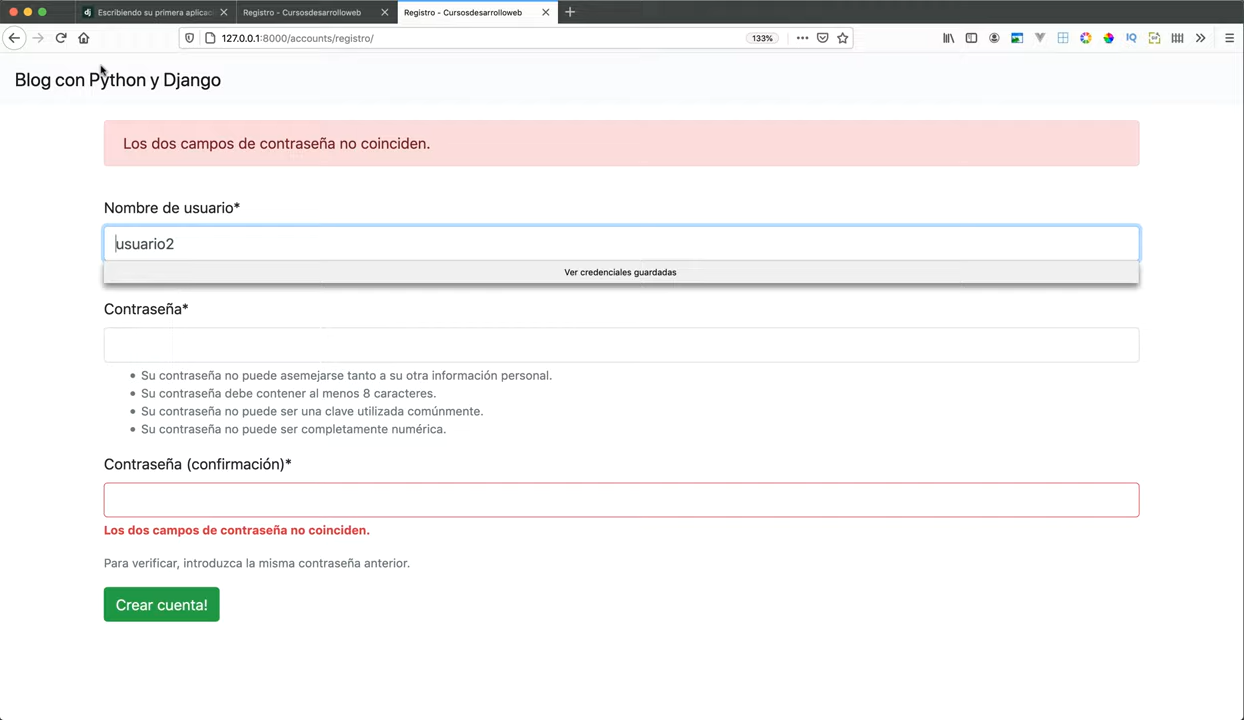 Escribiendo su primera aplicac
Registro - Cursosdesarrolloweb
Registro - Cursosdesarrolloweb
127.0.0.1:8000/accounts/registro/
133%
IQ
Blog con Python y Django
Los dos campos de contraseña no coinciden.
Nombre de usuario*
usuario2
Ver credenciales guardadas
Contraseña*
Su contraseña no puede asemejarse tanto a su otra información personal.
Su contraseña debe contener al menos 8 caracteres.
Su contraseña no puede ser una clave utilizada comúnmente.
Su contraseña no puede ser completamente numérica.
Contraseña (confirmación)*
Los dos campos de contraseña no coinciden.
Para verificar, introduzca la misma contraseña anterior.
Crear cuenta!